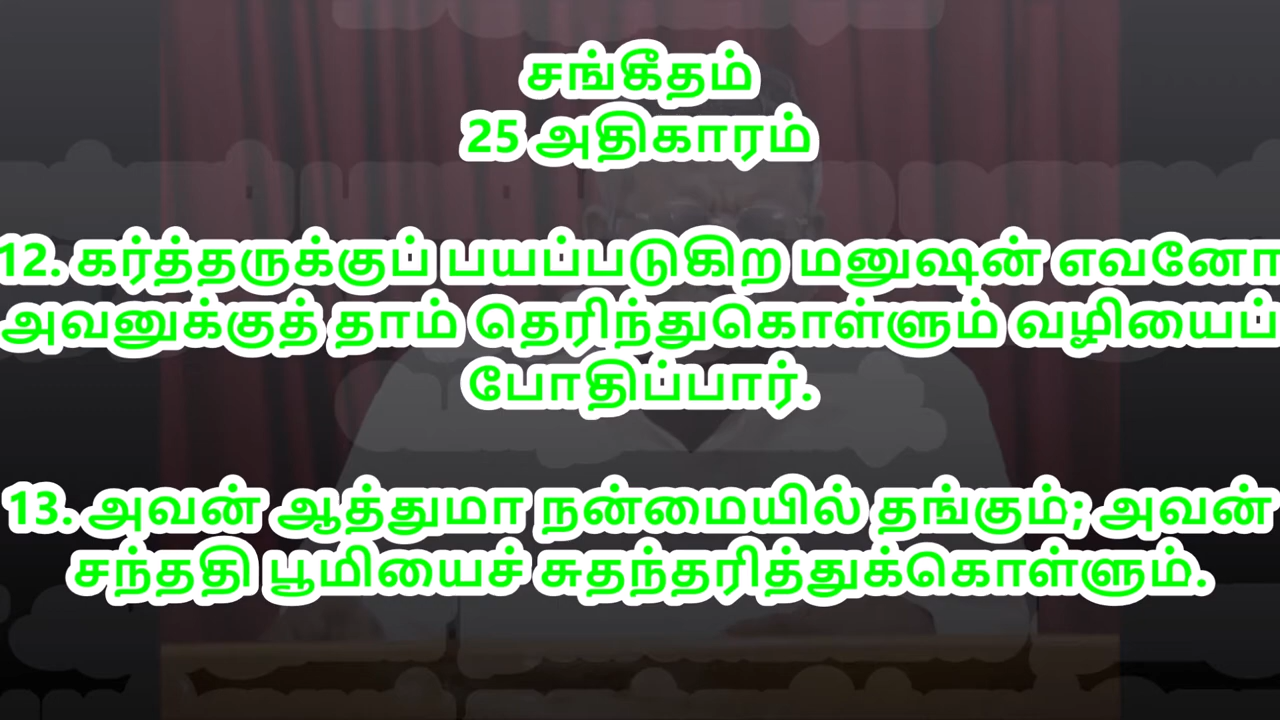 சங்கீதம்
25 அதிகாரம்
12. கர்த்தருக்குப் பயப்படுகிற மனுஷன் எவனோ
அவனுக்குத் தாம் தெரிந்துகொள்ளும் வழியைப்
போதிப்பார்.
13. அவன் ஆத்துமா நன்மையில் தங்கும்; அவன்
சந்ததி பூமியைச் சுதந்தரித்துக்கொள்ளும்.